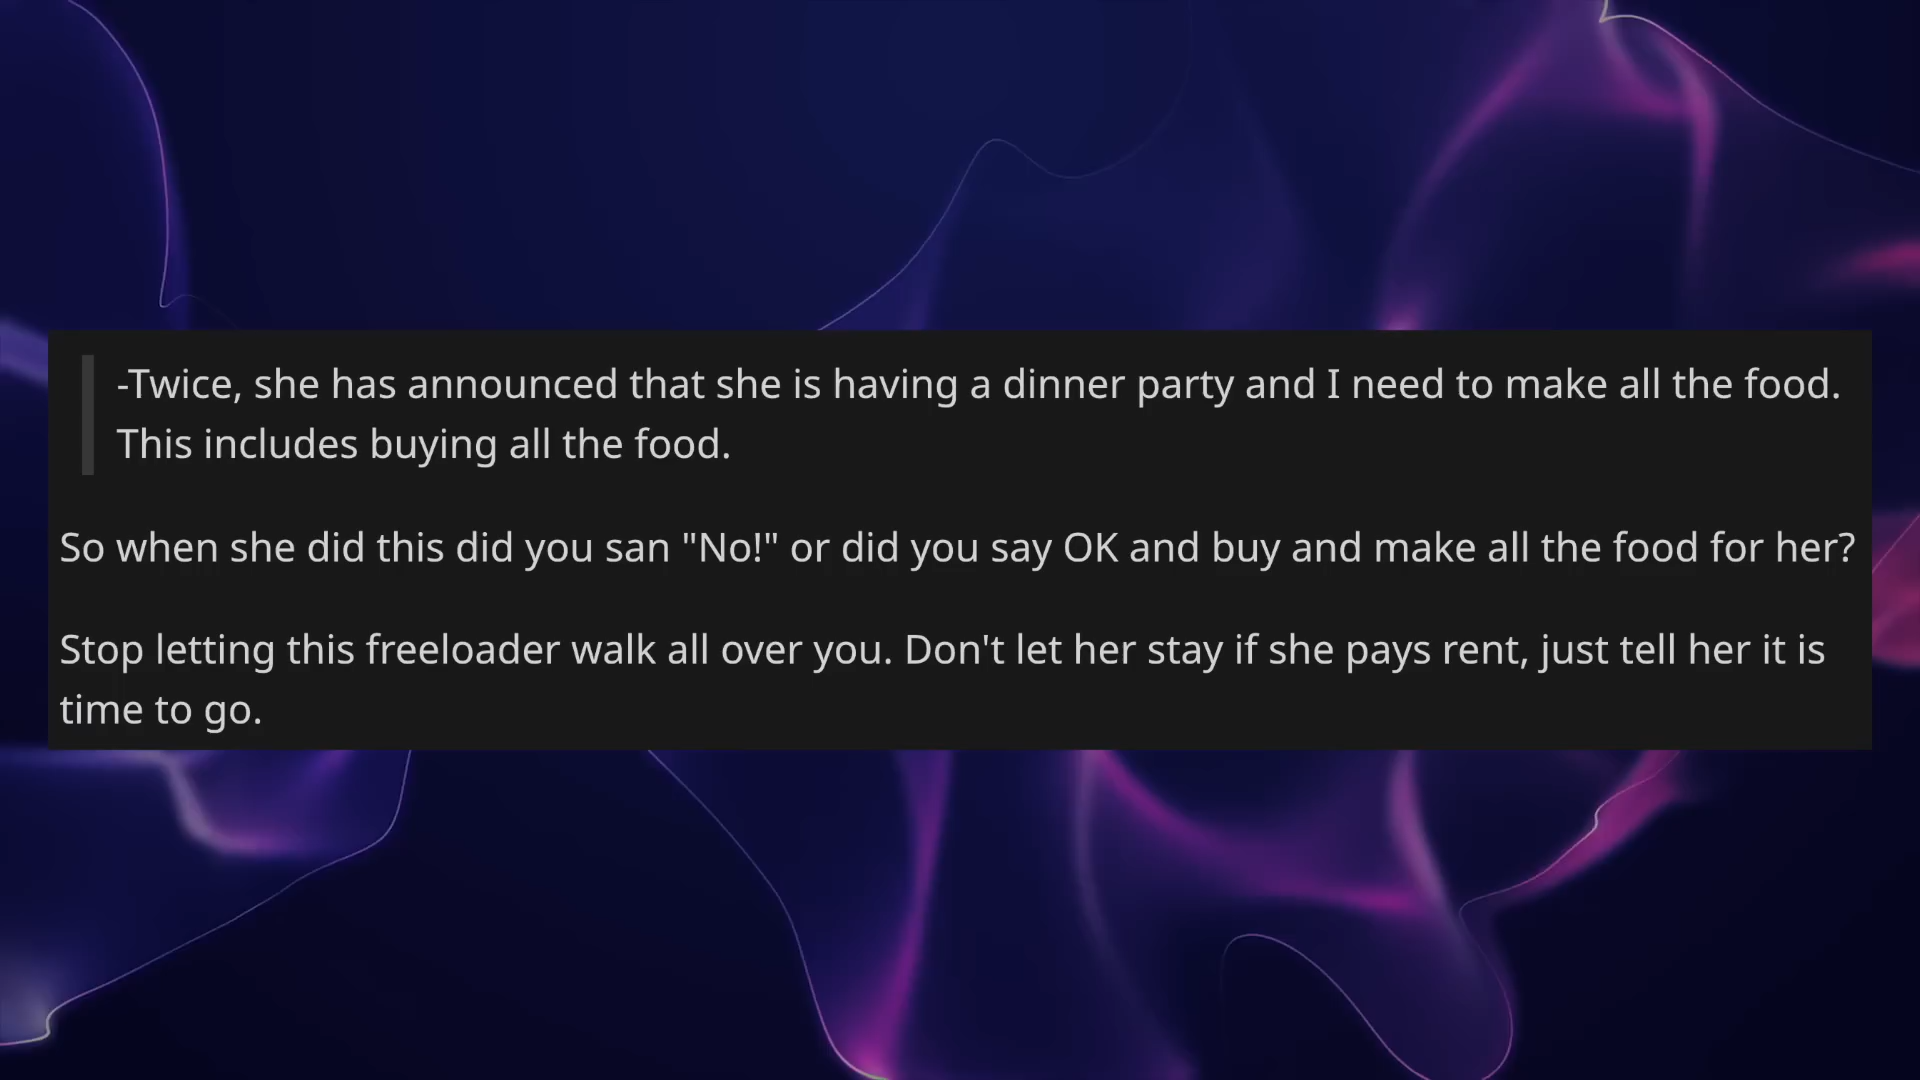 -Twice, she has announced that she is having a dinner party and I need to make all the food.
This includes buying all the food.
So when she did this did you san "No!" or did you say OK and buy and make all the food for her?
Stop letting this freeloader walk all over you. Don't let her stay if she pays rent, just tell her it is
time to go.